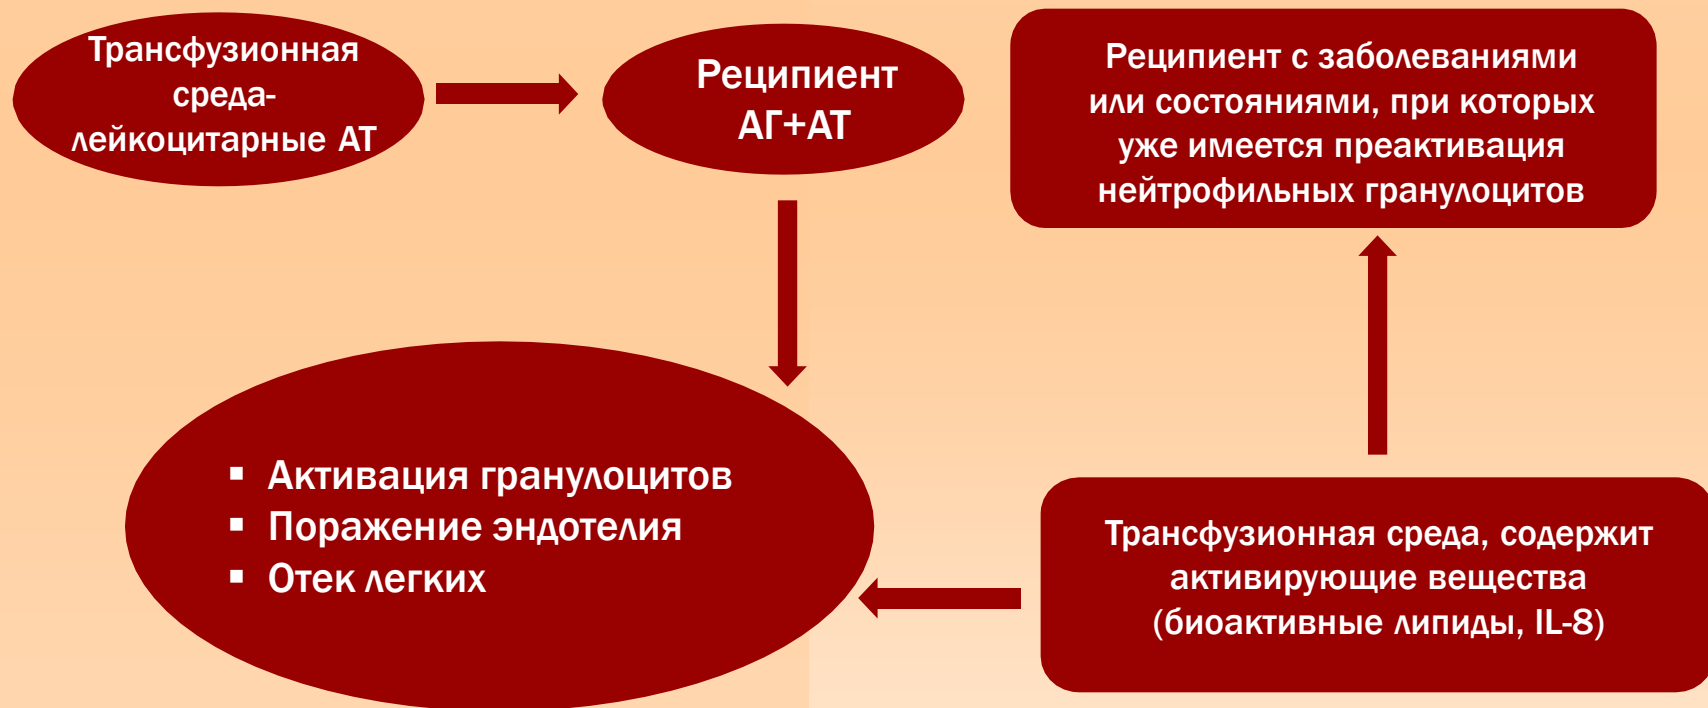 Трансфузионная
среда-
лейкоцитарные АТ
Реципиент
АГ+АТ
Реципиент с заболеваниями
или состояниями, при которых
уже имеется преактивация
нейтрофильных гранулоцитов
▪ Активация гранулоцитов
▪ Поражение эндотелия
▪ Отек легких
Трансфузионная среда, содержит
активирующие вещества
(биоактивные липиды, IL-8)